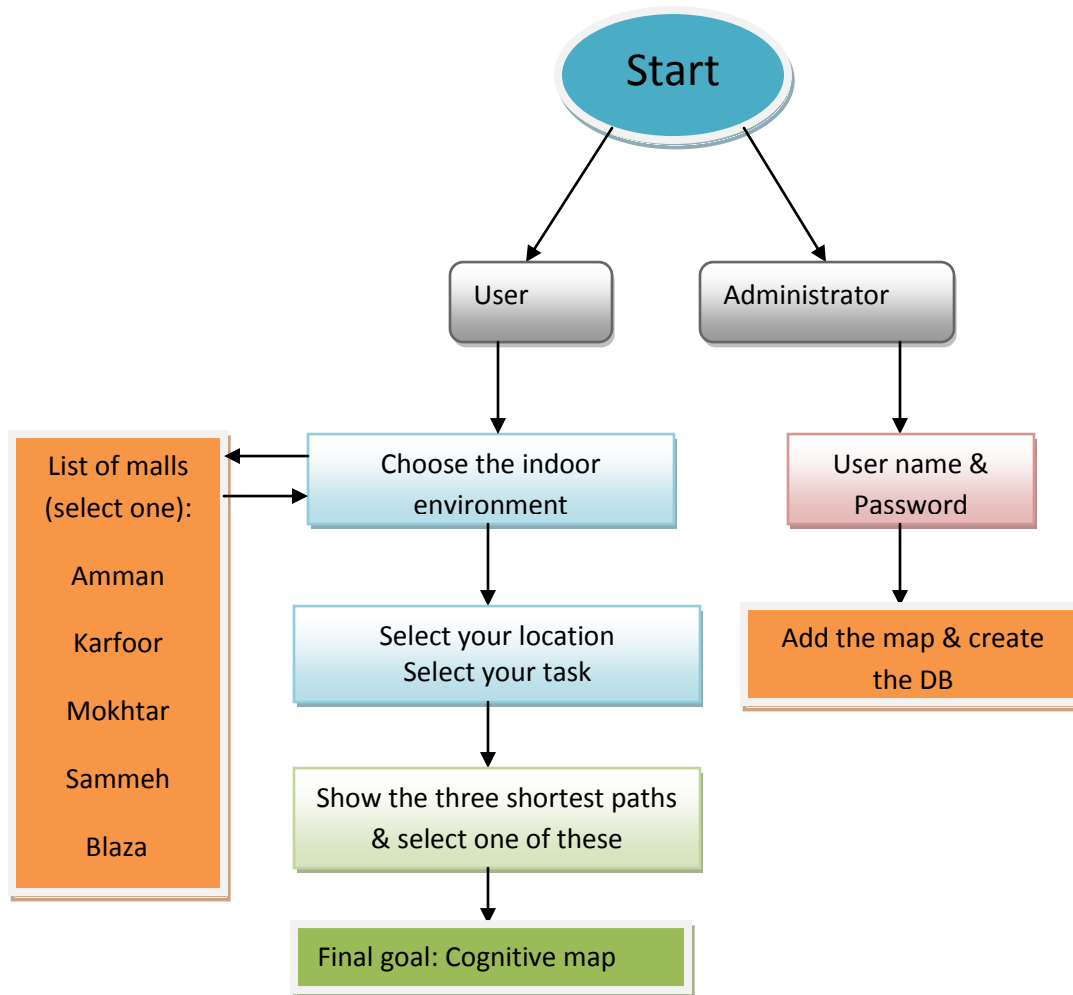 Start
User
Administrator
List of malls
(select one):
Amman
Karfoor
Mokhtar
Sammeh
Blaza
Choose the indoor
environment
User name &
Password
Select your location
Select your task
Add the map & create
the DB
Show the three shortest paths
& select one of these
Final goal: Cognitive map